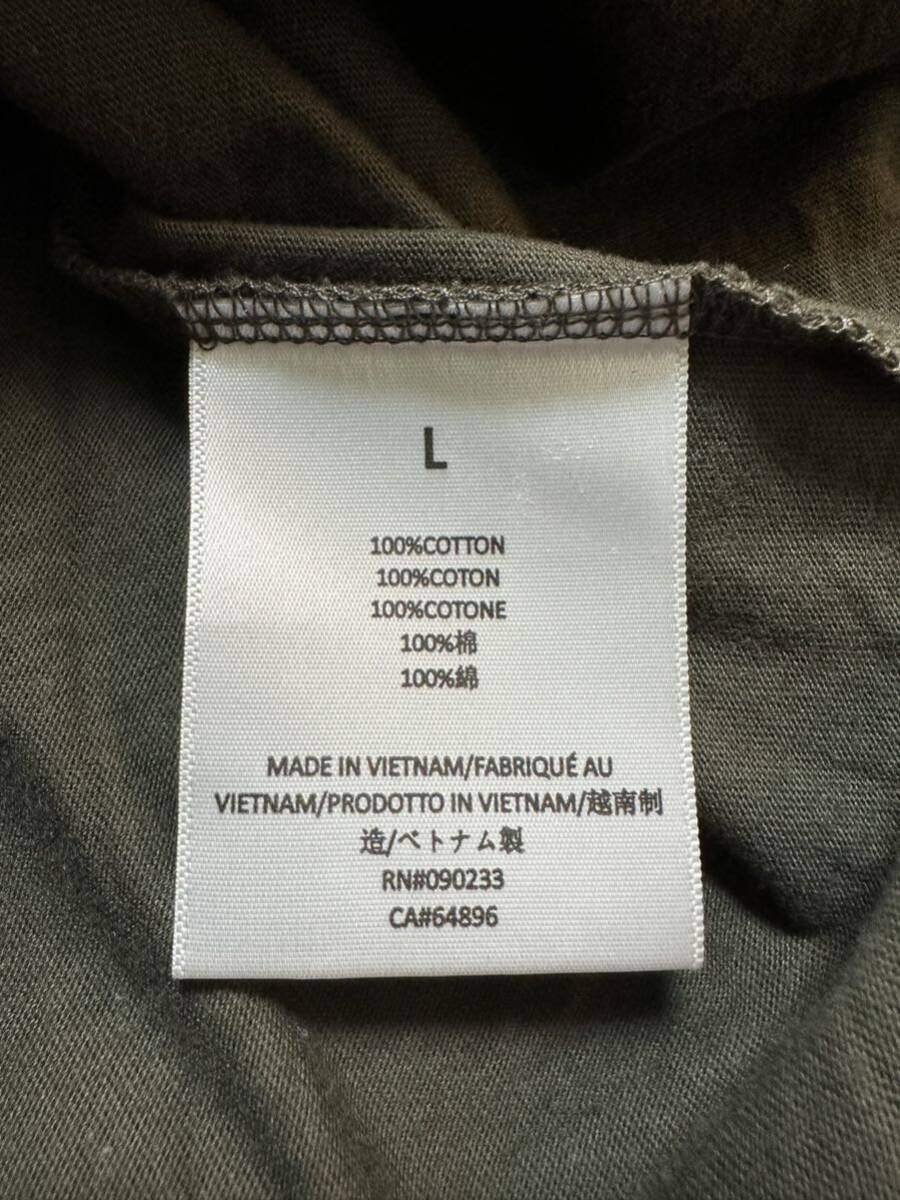 L
100%COTTON
100%COTON
100%COTONE
100%棉
100%綿
MADE IN VIETNAM/FABRIQUÉ AU
VIETNAM/PRODOTTO IN VIETNAM/越南制
造/ベトナム製
RN#090233
CA#64896